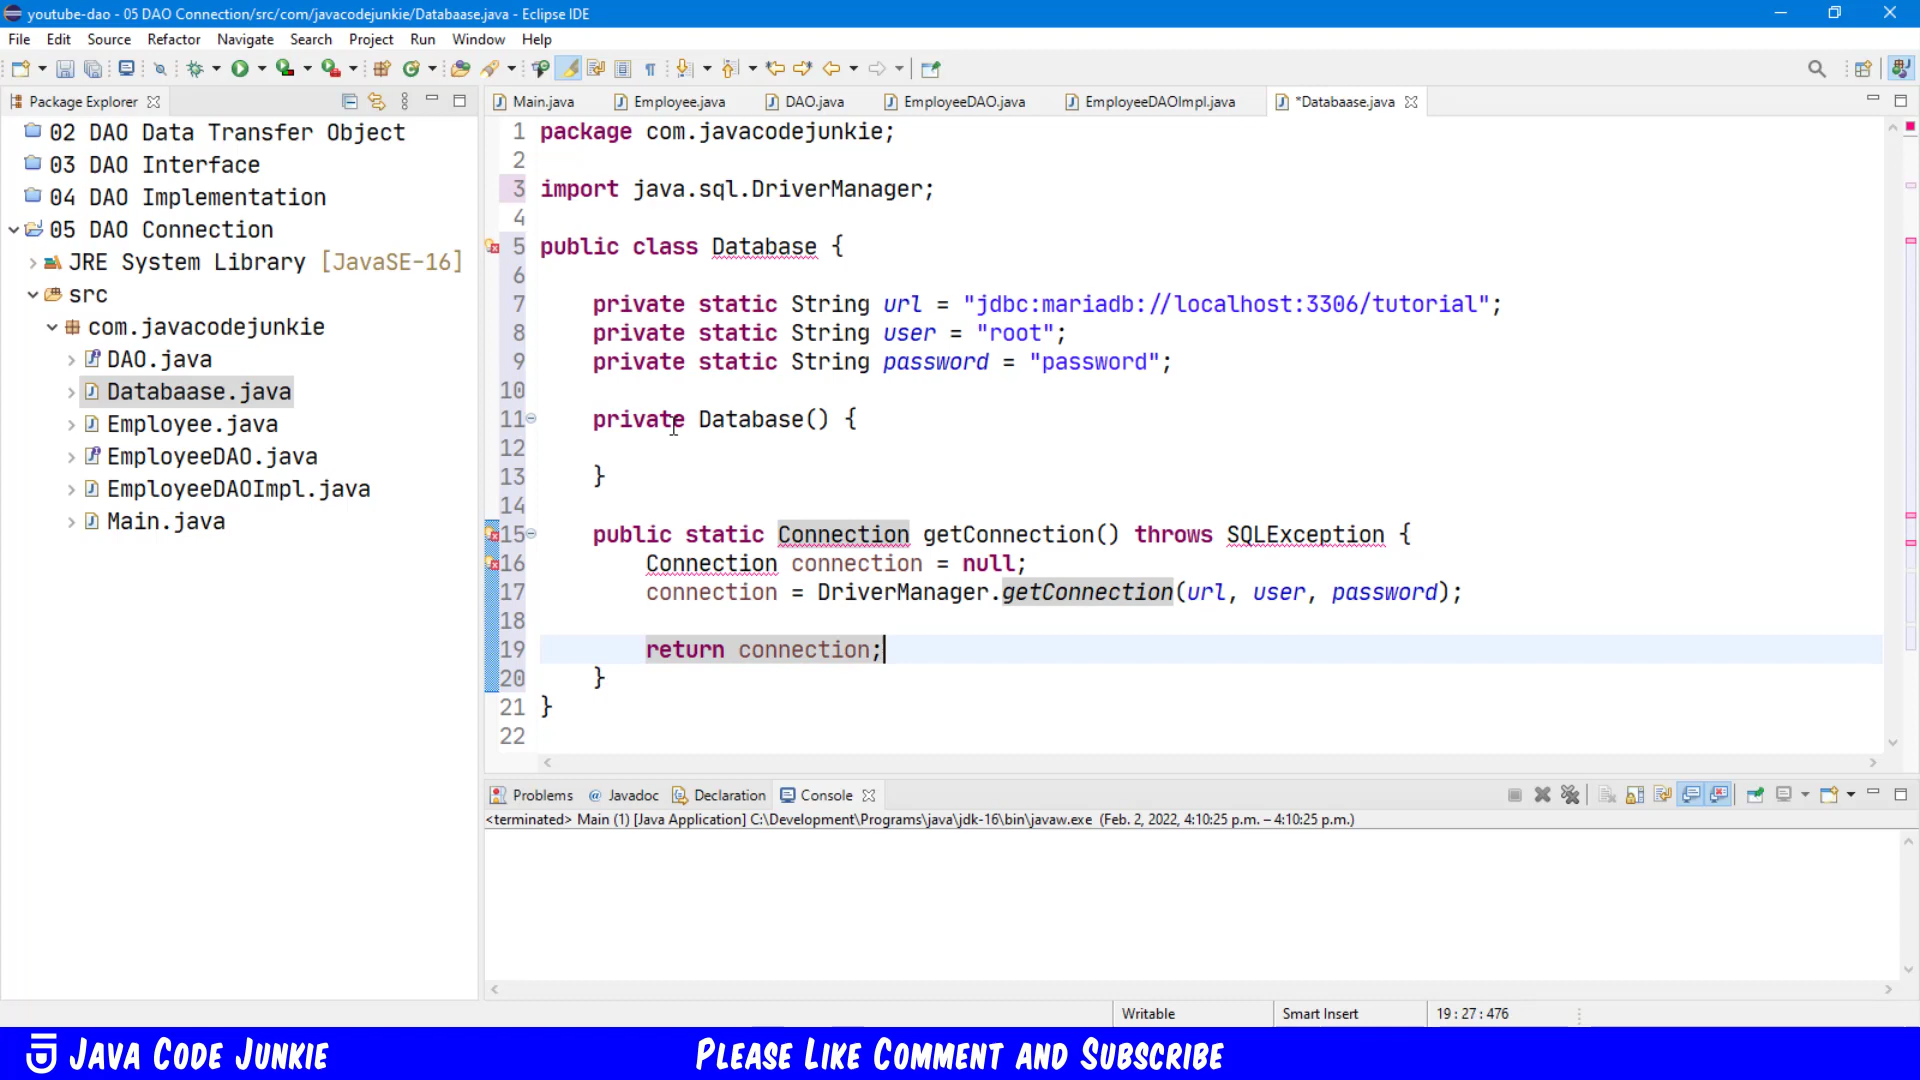 youtube-dao - 05 DAO Connection/src/com/javacodejunkie/Databaase.java - Eclipse IDE
File Edit Source Refactor Navigate Search Project Run Window Help
Package Explorer
02 DAO Data Transfer Object
03 DAO Interface
04 DAO Implementation
05 DAO Connection
JRE System Library [JavaSE-16]
src
com.javacodejunkie
DAO.java
Databaase.java
Employee.java
EmployeeDAO.java
EmployeeDAOImpl.java
Main.java
Main.java Employee.java DAO.java EmployeeDAO.java EmployeeDAOImpl.java *Databaase.java
1 package com.javacodejunkie;
2
3 import java.sql.DriverManager;
4
5 public class Database {
6
7 private static String url = "jdbc:mariadb://localhost:3306/tutorial";
8 private static String user = "root";
9 private static String password = "password";
10
11 private Database() {
12
13 }
14
15 public static Connection getConnection() throws SQLException {
16 Connection connection = null;
17 connection = DriverManager.getConnection(url, user, password);
18
19 return connection;
20 }
21 }
22
Problems @ Javadoc Declaration Console
<terminated> Main (1) [Java Application] C:\Development\Programs\java\jdk-16\bin\javaw.exe (Feb. 2, 2022, 4:10:25 p.m. – 4:10:25 p.m.)
Writable Smart Insert 19 : 27 : 476
Java Code Junkie
Please Like Comment and Subscribe